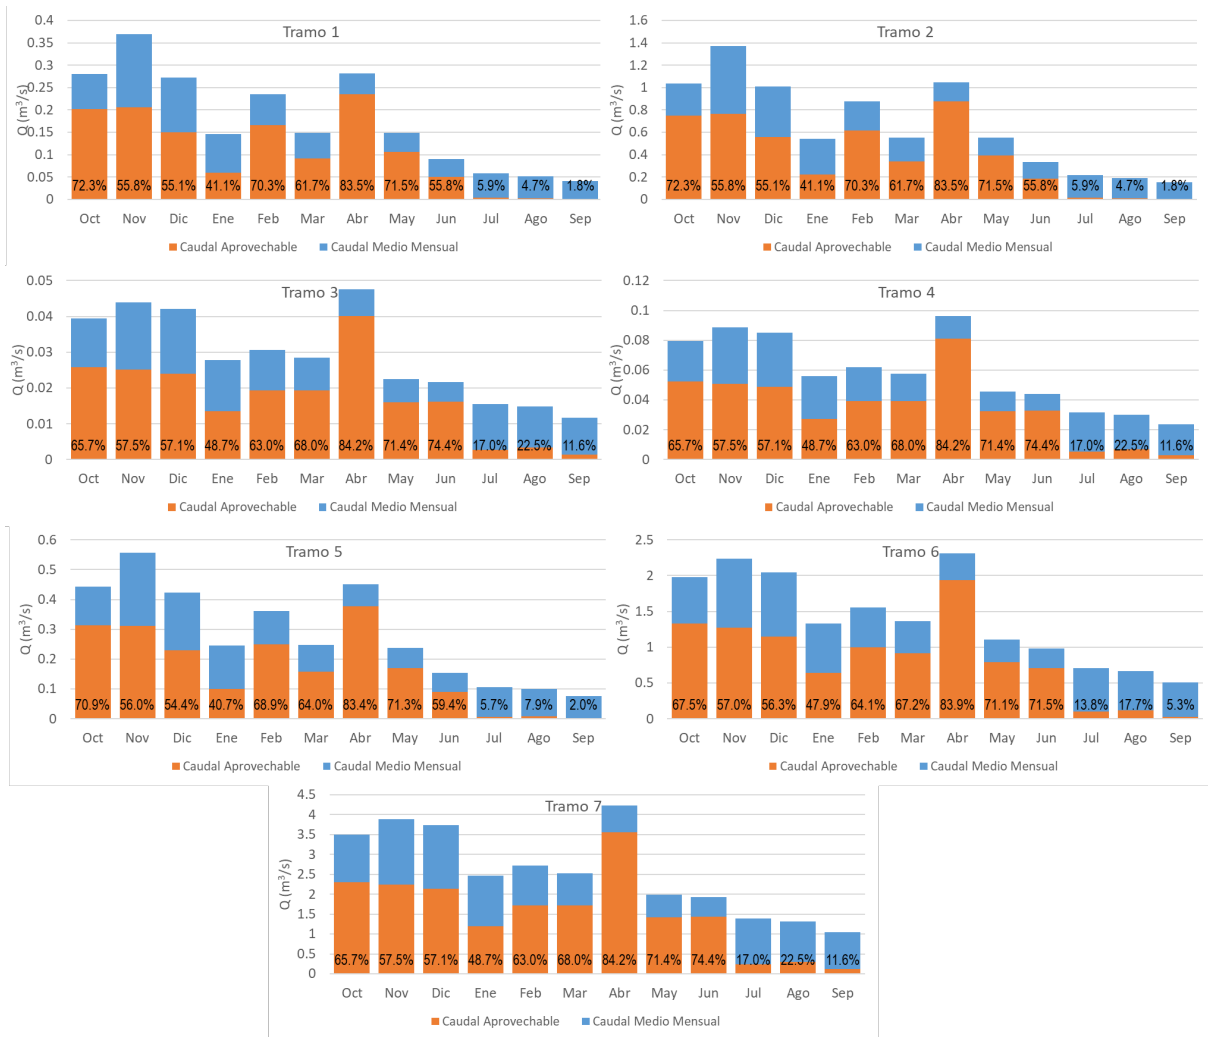 Tramo 1
Q (m³/s)
0.4
0.35
0.3
0.25
0.2
0.15
0.1
0.05
0
72.3% 55.8% 55.1% 41.1% 70.3% 61.7% 83.5% 71.5% 55.8% 5.9% 4.7% 1.8%
Oct Nov Dic Ene Feb Mar Abr May Jun Jul Ago Sep
Caudal Aprovechable Caudal Medio Mensual
Tramo 2
Q (m³/s)
1.6
1.4
1.2
1
0.8
0.6
0.4
0.2
0
72.3% 55.8% 55.1% 41.1% 70.3% 61.7% 83.5% 71.5% 55.8% 5.9% 4.7% 1.8%
Oct Nov Dic Ene Feb Mar Abr May Jun Jul Ago Sep
Caudal Aprovechable Caudal Medio Mensual
Tramo 3
Q (m³/s)
0.05
0.04
0.03
0.02
0.01
0
65.7% 57.5% 57.1% 48.7% 63.0% 68.0% 84.2% 71.4% 74.4% 17.0% 22.5% 11.6%
Oct Nov Dic Ene Feb Mar Abr May Jun Jul Ago Sep
Caudal Aprovechable Caudal Medio Mensual
Tramo 4
Q (m³/s)
0.12
0.1
0.08
0.06
0.04
0.02
0
65.7% 57.5% 57.1% 48.7% 63.0% 68.0% 84.2% 71.4% 74.4% 17.0% 22.5% 11.6%
Oct Nov Dic Ene Feb Mar Abr May Jun Jul Ago Sep
Caudal Aprovechable Caudal Medio Mensual
Tramo 5
Q (m³/s)
0.6
0.5
0.4
0.3
0.2
0.1
0
70.9% 56.0% 54.4% 40.7% 68.9% 64.0% 83.4% 71.3% 59.4% 5.7% 7.9% 2.0%
Oct Nov Dic Ene Feb Mar Abr May Jun Jul Ago Sep
Caudal Aprovechable Caudal Medio Mensual
Tramo 6
Q (m³/s)
2.5
2
1.5
1
0.5
0
67.5% 57.0% 56.3% 47.9% 64.1% 67.2% 83.9% 71.1% 71.5% 13.8% 17.7% 5.3%
Oct Nov Dic Ene Feb Mar Abr May Jun Jul Ago Sep
Caudal Aprovechable Caudal Medio Mensual
Tramo 7
Q (m³/s)
4.5
4
3.5
3
2.5
2
1.5
1
0.5
0
65.7% 57.5% 57.1% 48.7% 63.0% 68.0% 84.2% 71.4% 74.4% 17.0% 22.5% 11.6%
Oct Nov Dic Ene Feb Mar Abr May Jun Jul Ago Sep
Caudal Aprovechable Caudal Medio Mensual